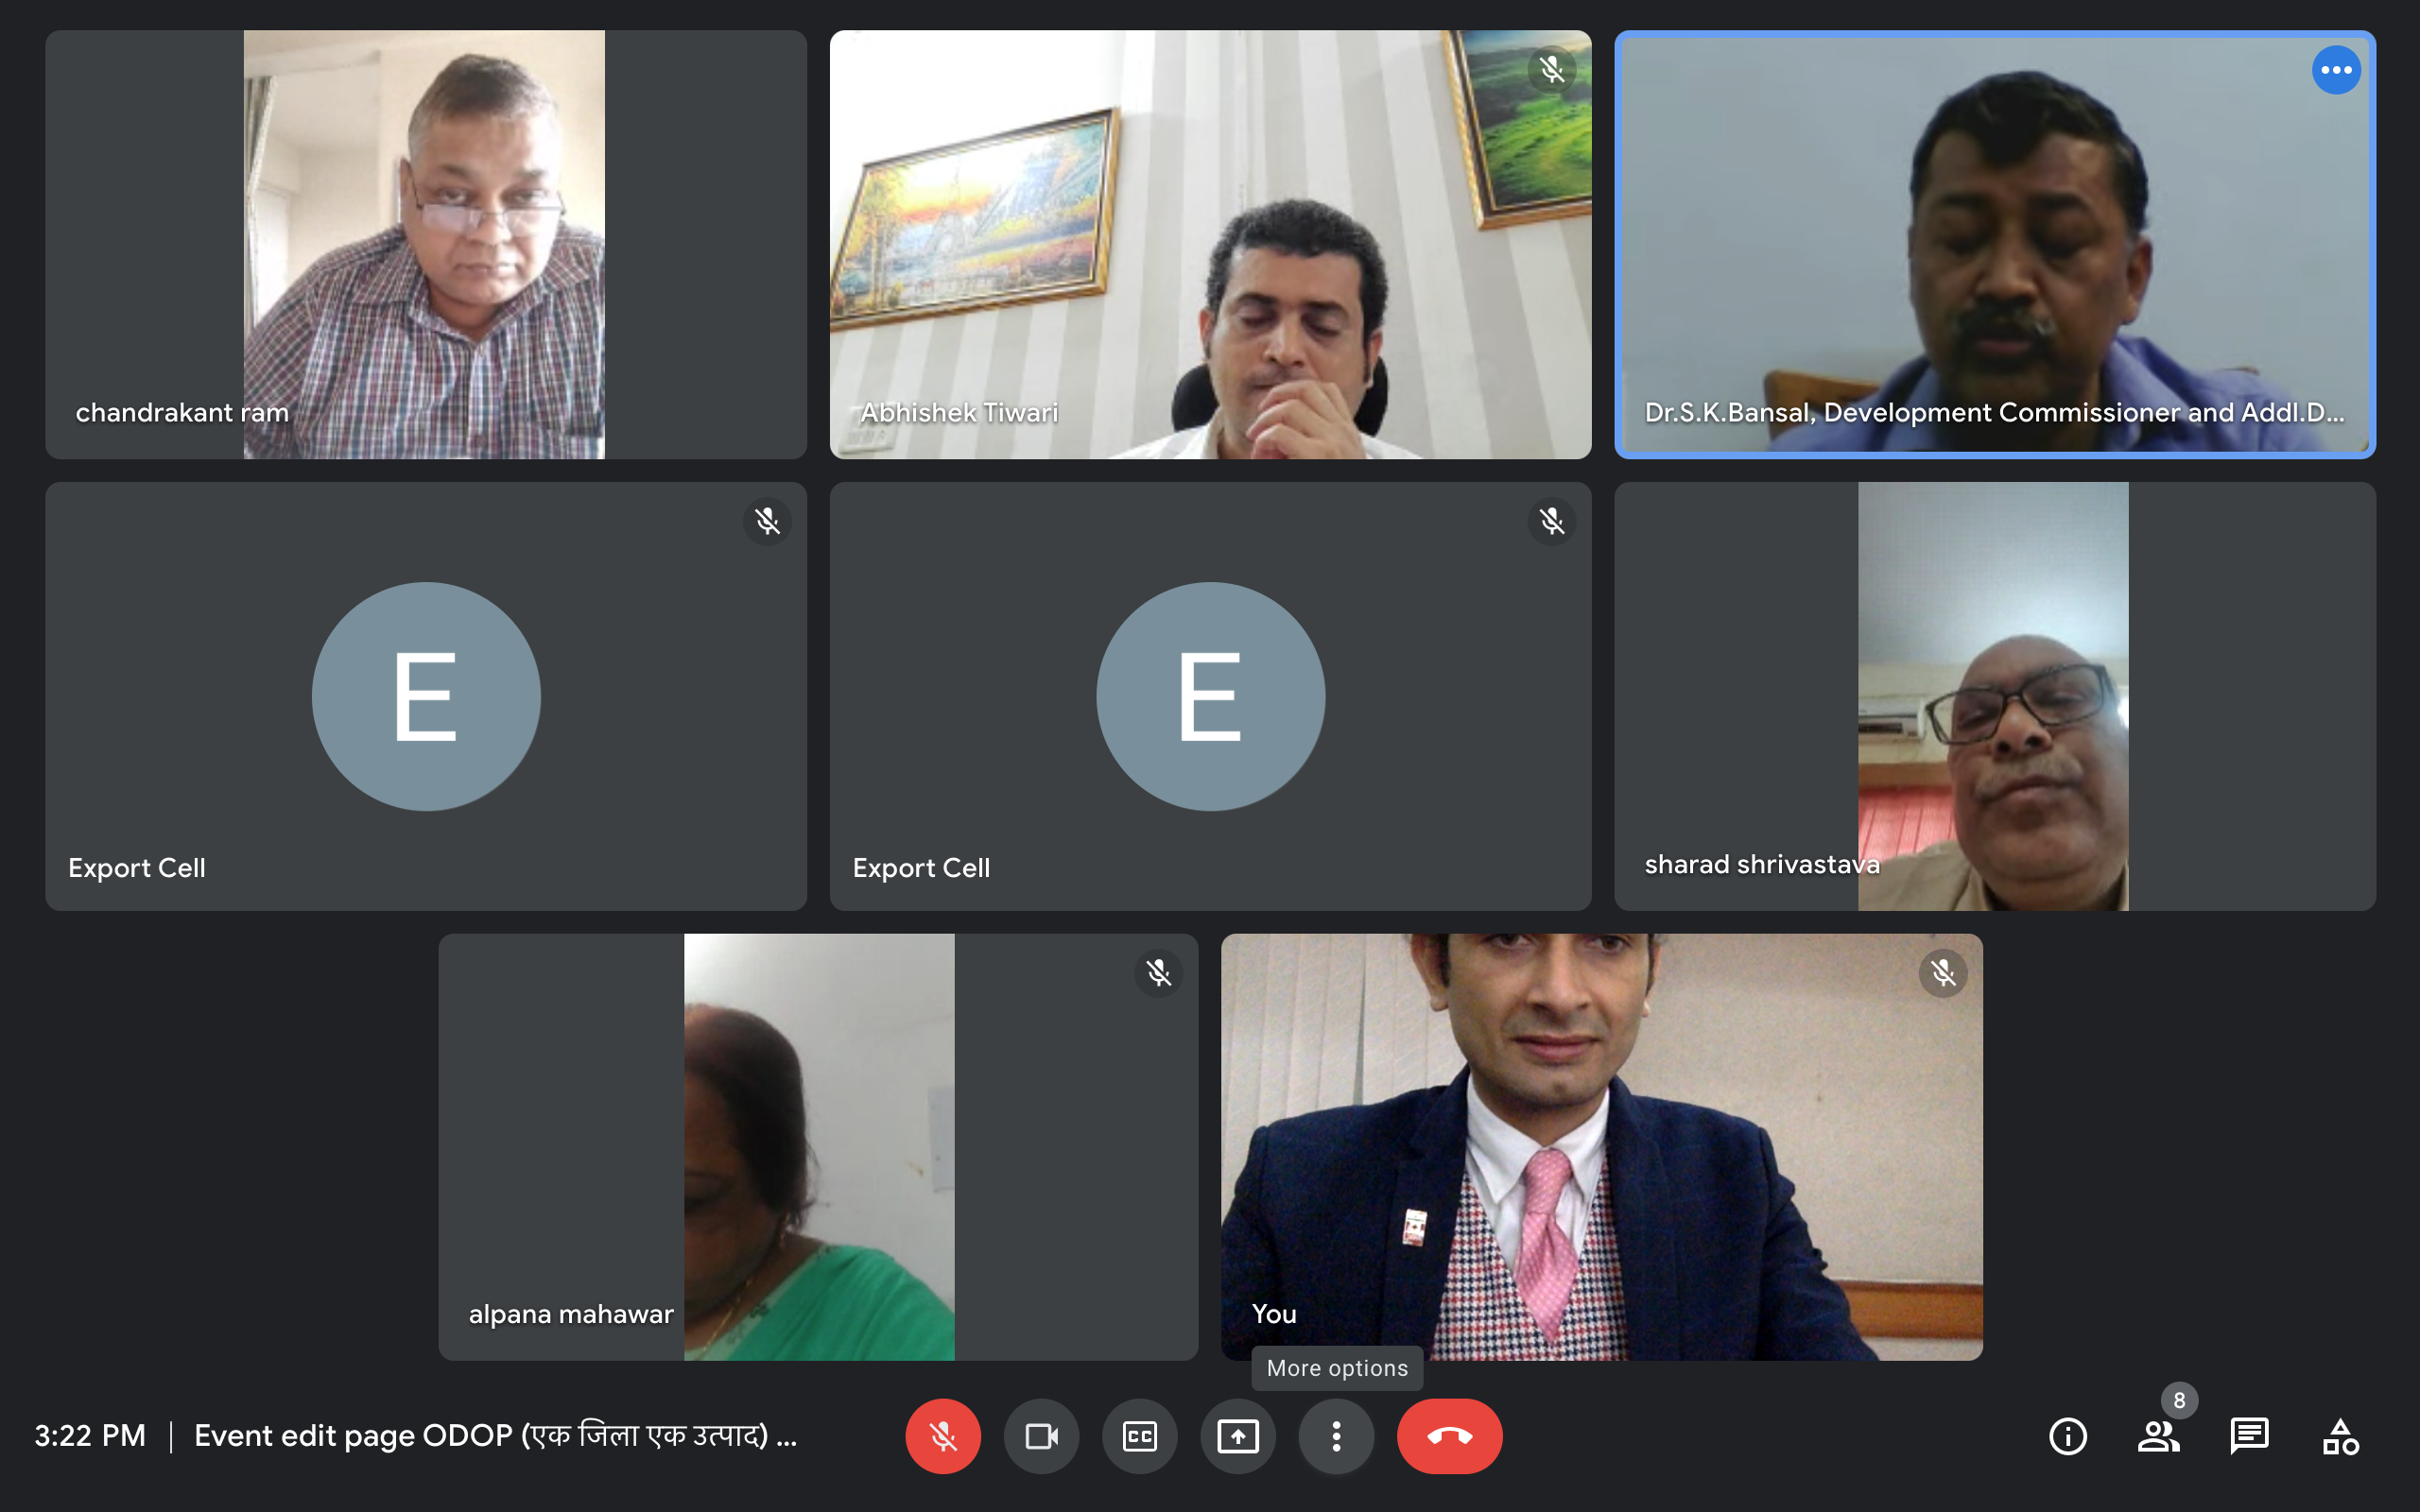 chandrakant ram
Abhishek Tiwari
Dr.S.K.Bansal, Development Commissioner and Addl.D...
E
E
Export Cell
Export Cell
sharad shrivastava
alpana mahawar
You
More options
3:22 PM | Event edit page ODOP (एक जिला एक उत्पाद) ...
CC
8